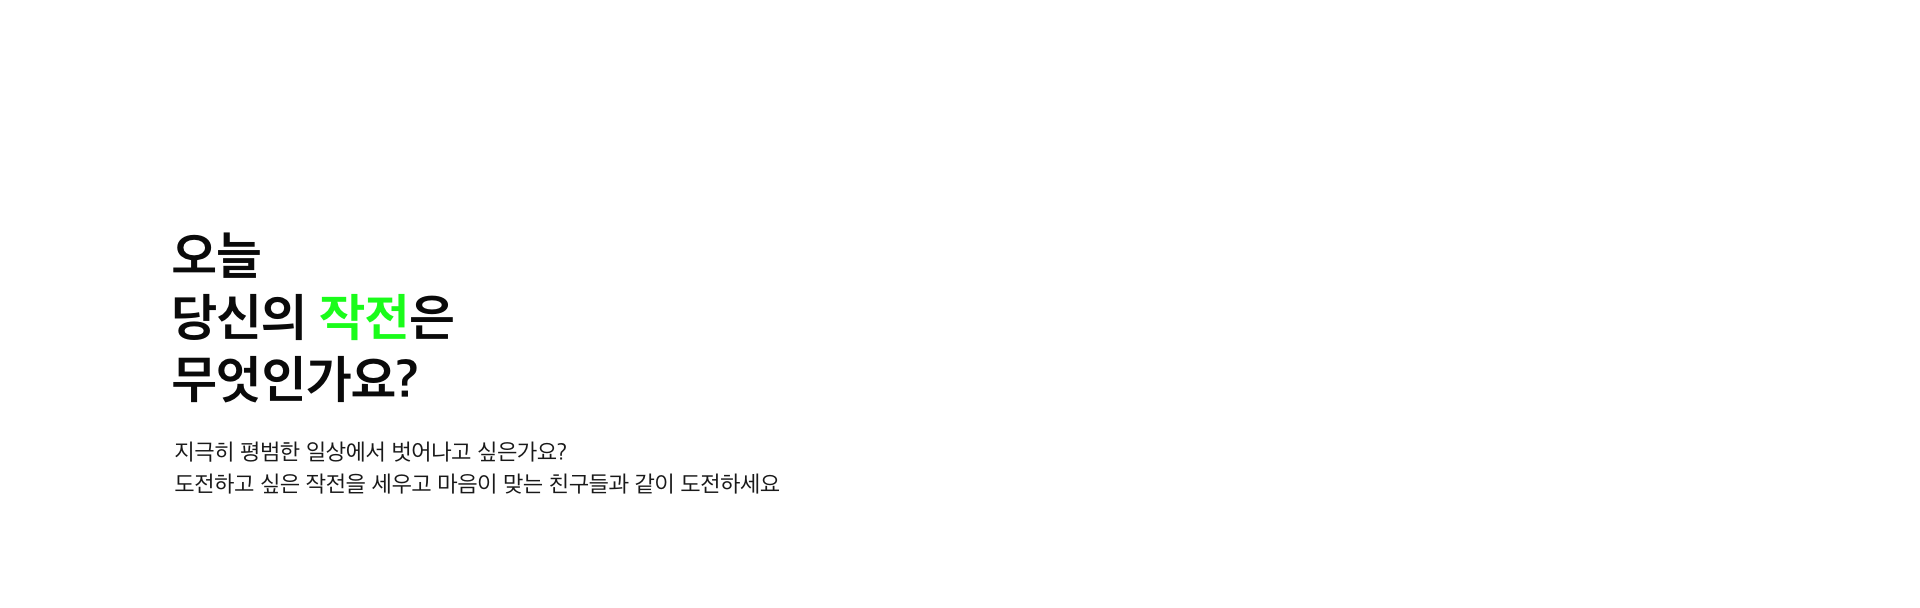 오늘
당신의 작전은
무엇인가요?
지극히 평범한 일상에서 벗어나고 싶은가요?
도전하고 싶은 작전을 세우고 마음이 맞는 친구들과 같이 도전하세요